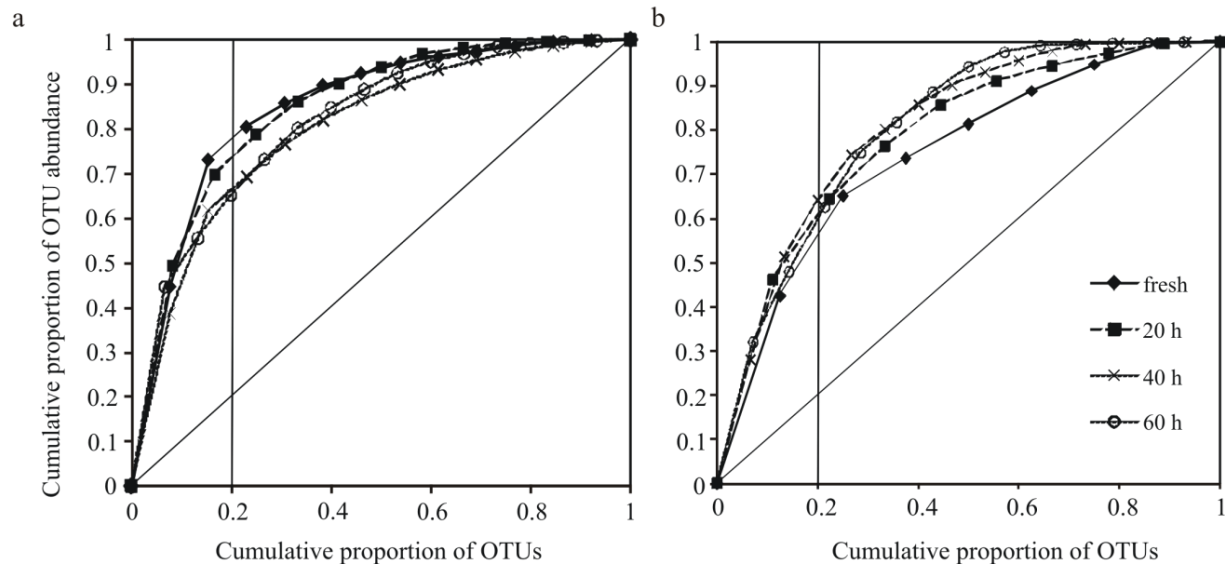 a
b
Cumulative proportion of OTU abundance
1
0.9
0.8
0.7
0.6
0.5
0.4
0.3
0.2
0.1
0
0 0.2 0.4 0.6 0.8 1
Cumulative proportion of OTUs
1
0.9
0.8
0.7
0.6
0.5
0.4
0.3
0.2
0.1
0
0 0.2 0.4 0.6 0.8 1
Cumulative proportion of OTUs
fresh
20 h
40 h
60 h